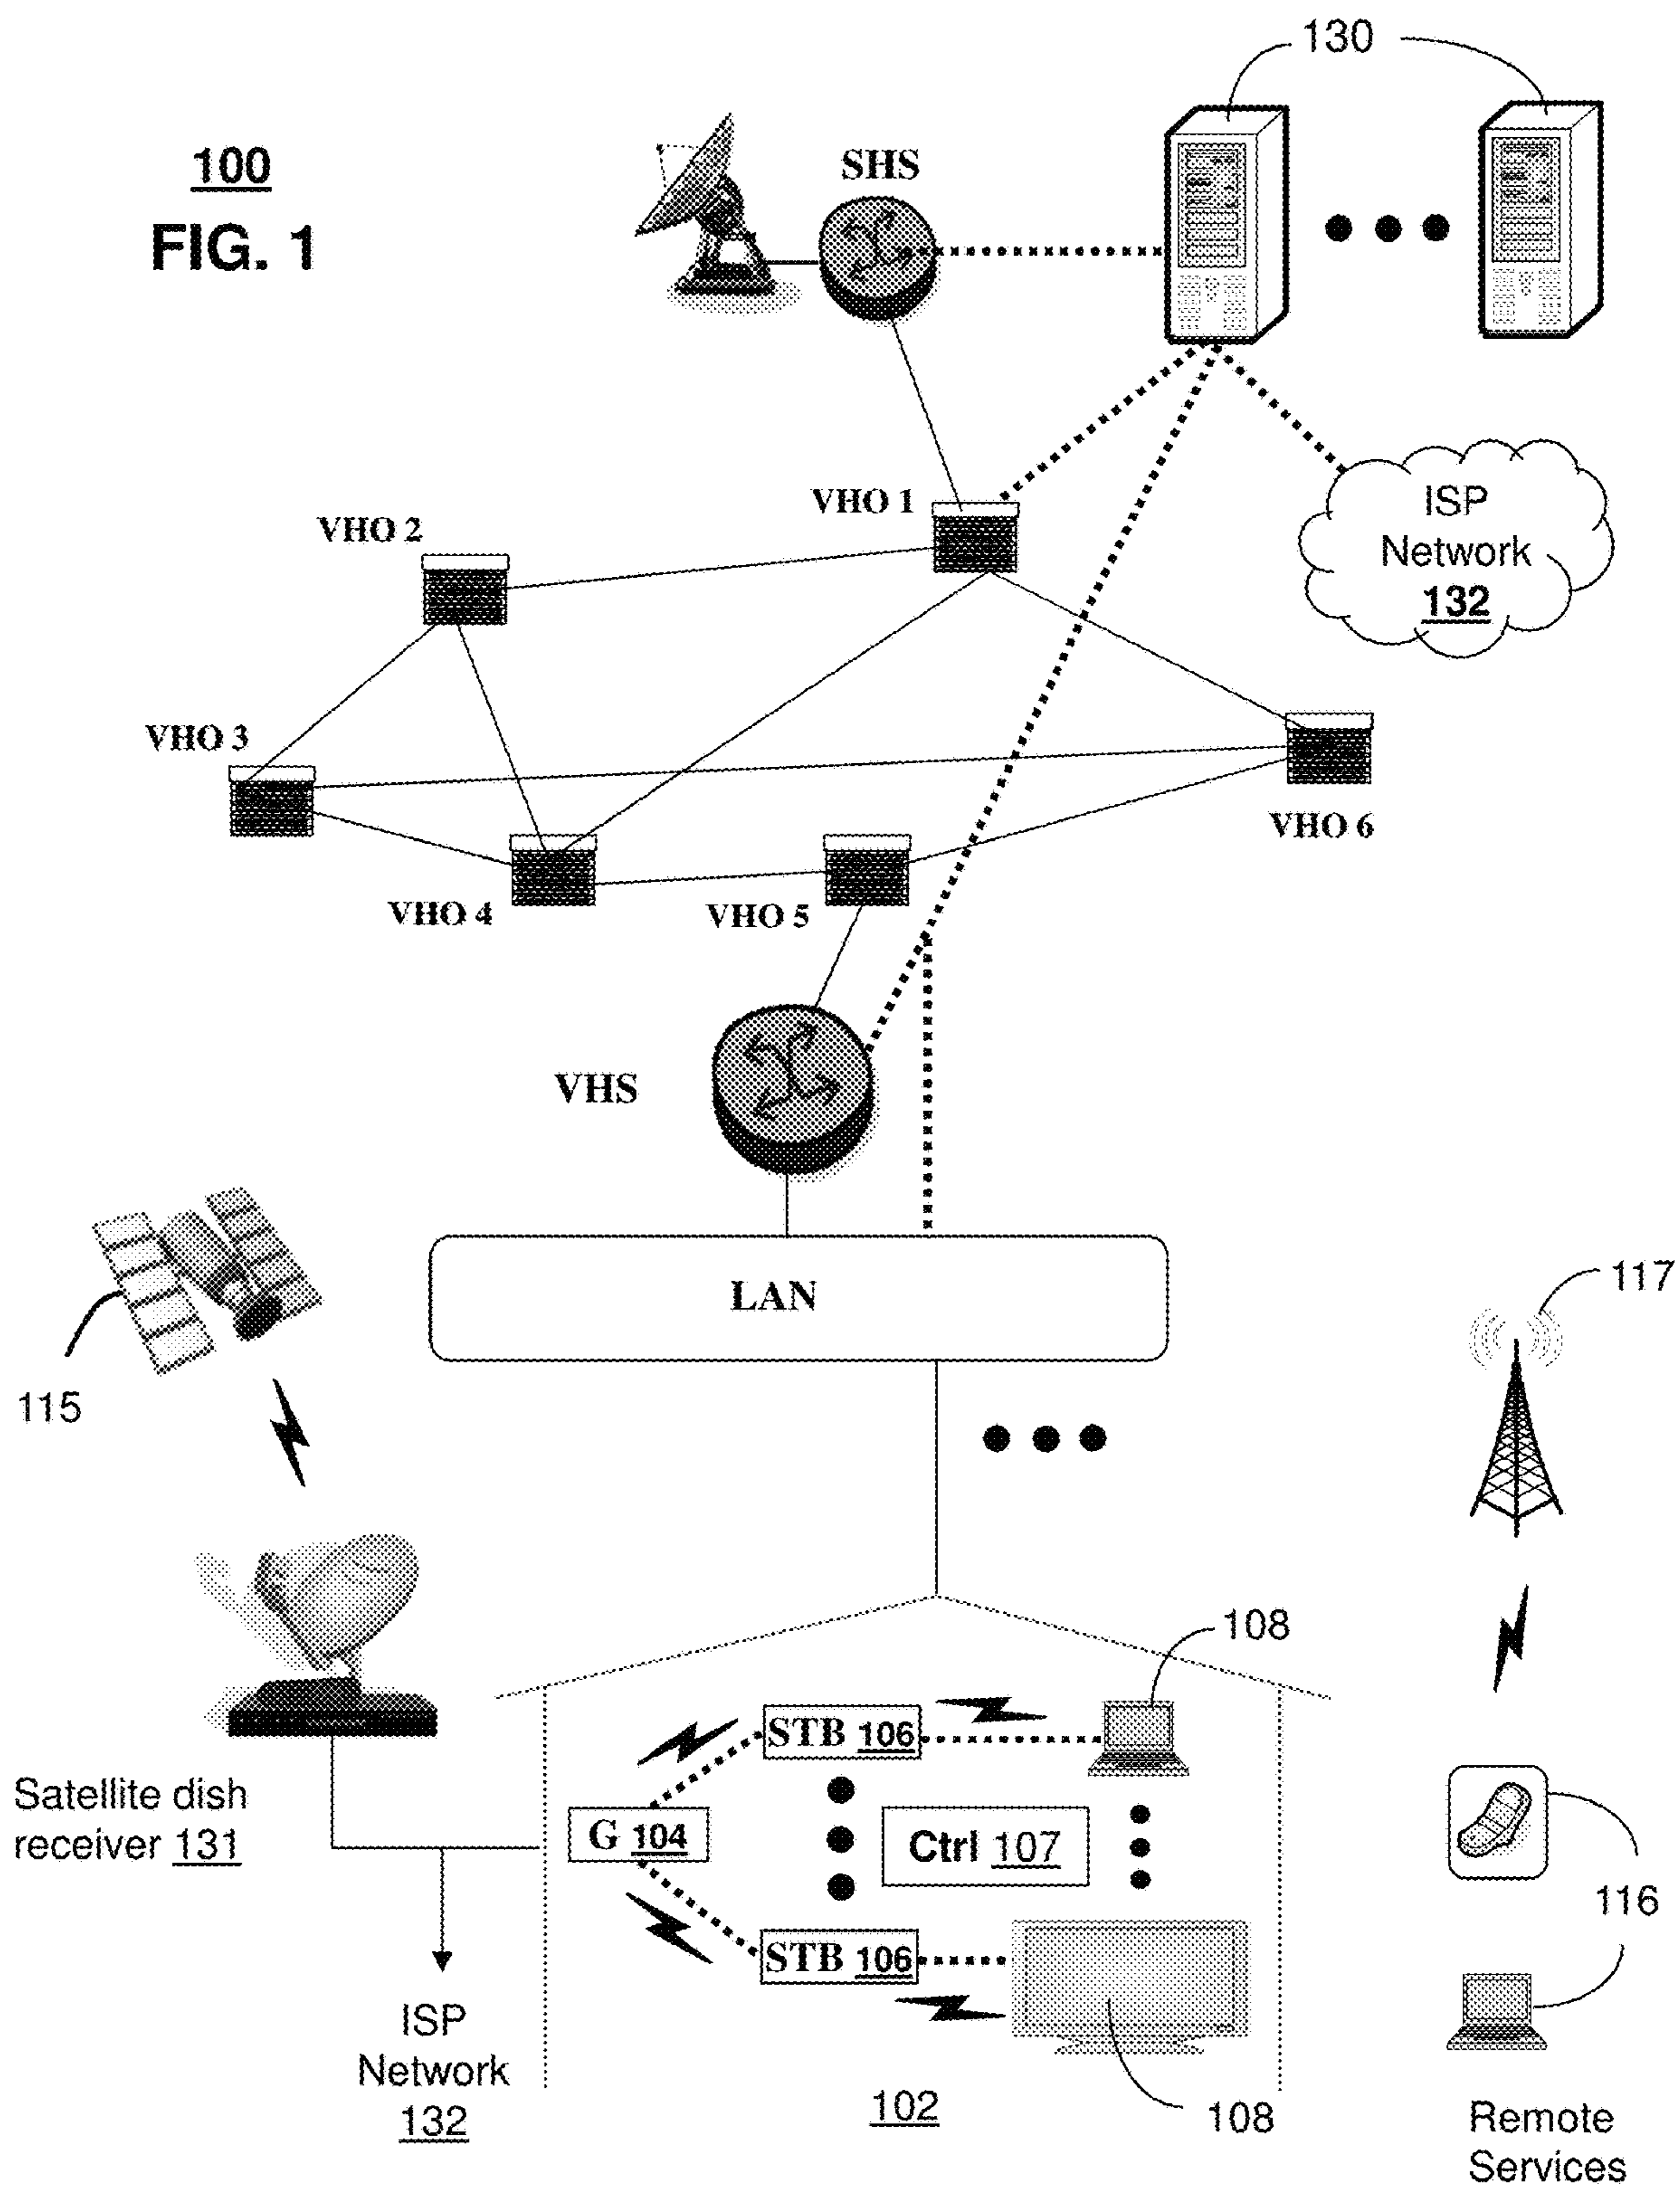 130
100
FIG. 1
SHS
ISP
Network
132
VHO 1
VHO 2
VHO 3
VHO 6
VHO 4
VHO 5
VHS
LAN
117
115
108
STB 106
Satellite dish
receiver 131
G 104
Ctrl 107
116
STB 106
ISP
Network
132
102
108
Remote
Services